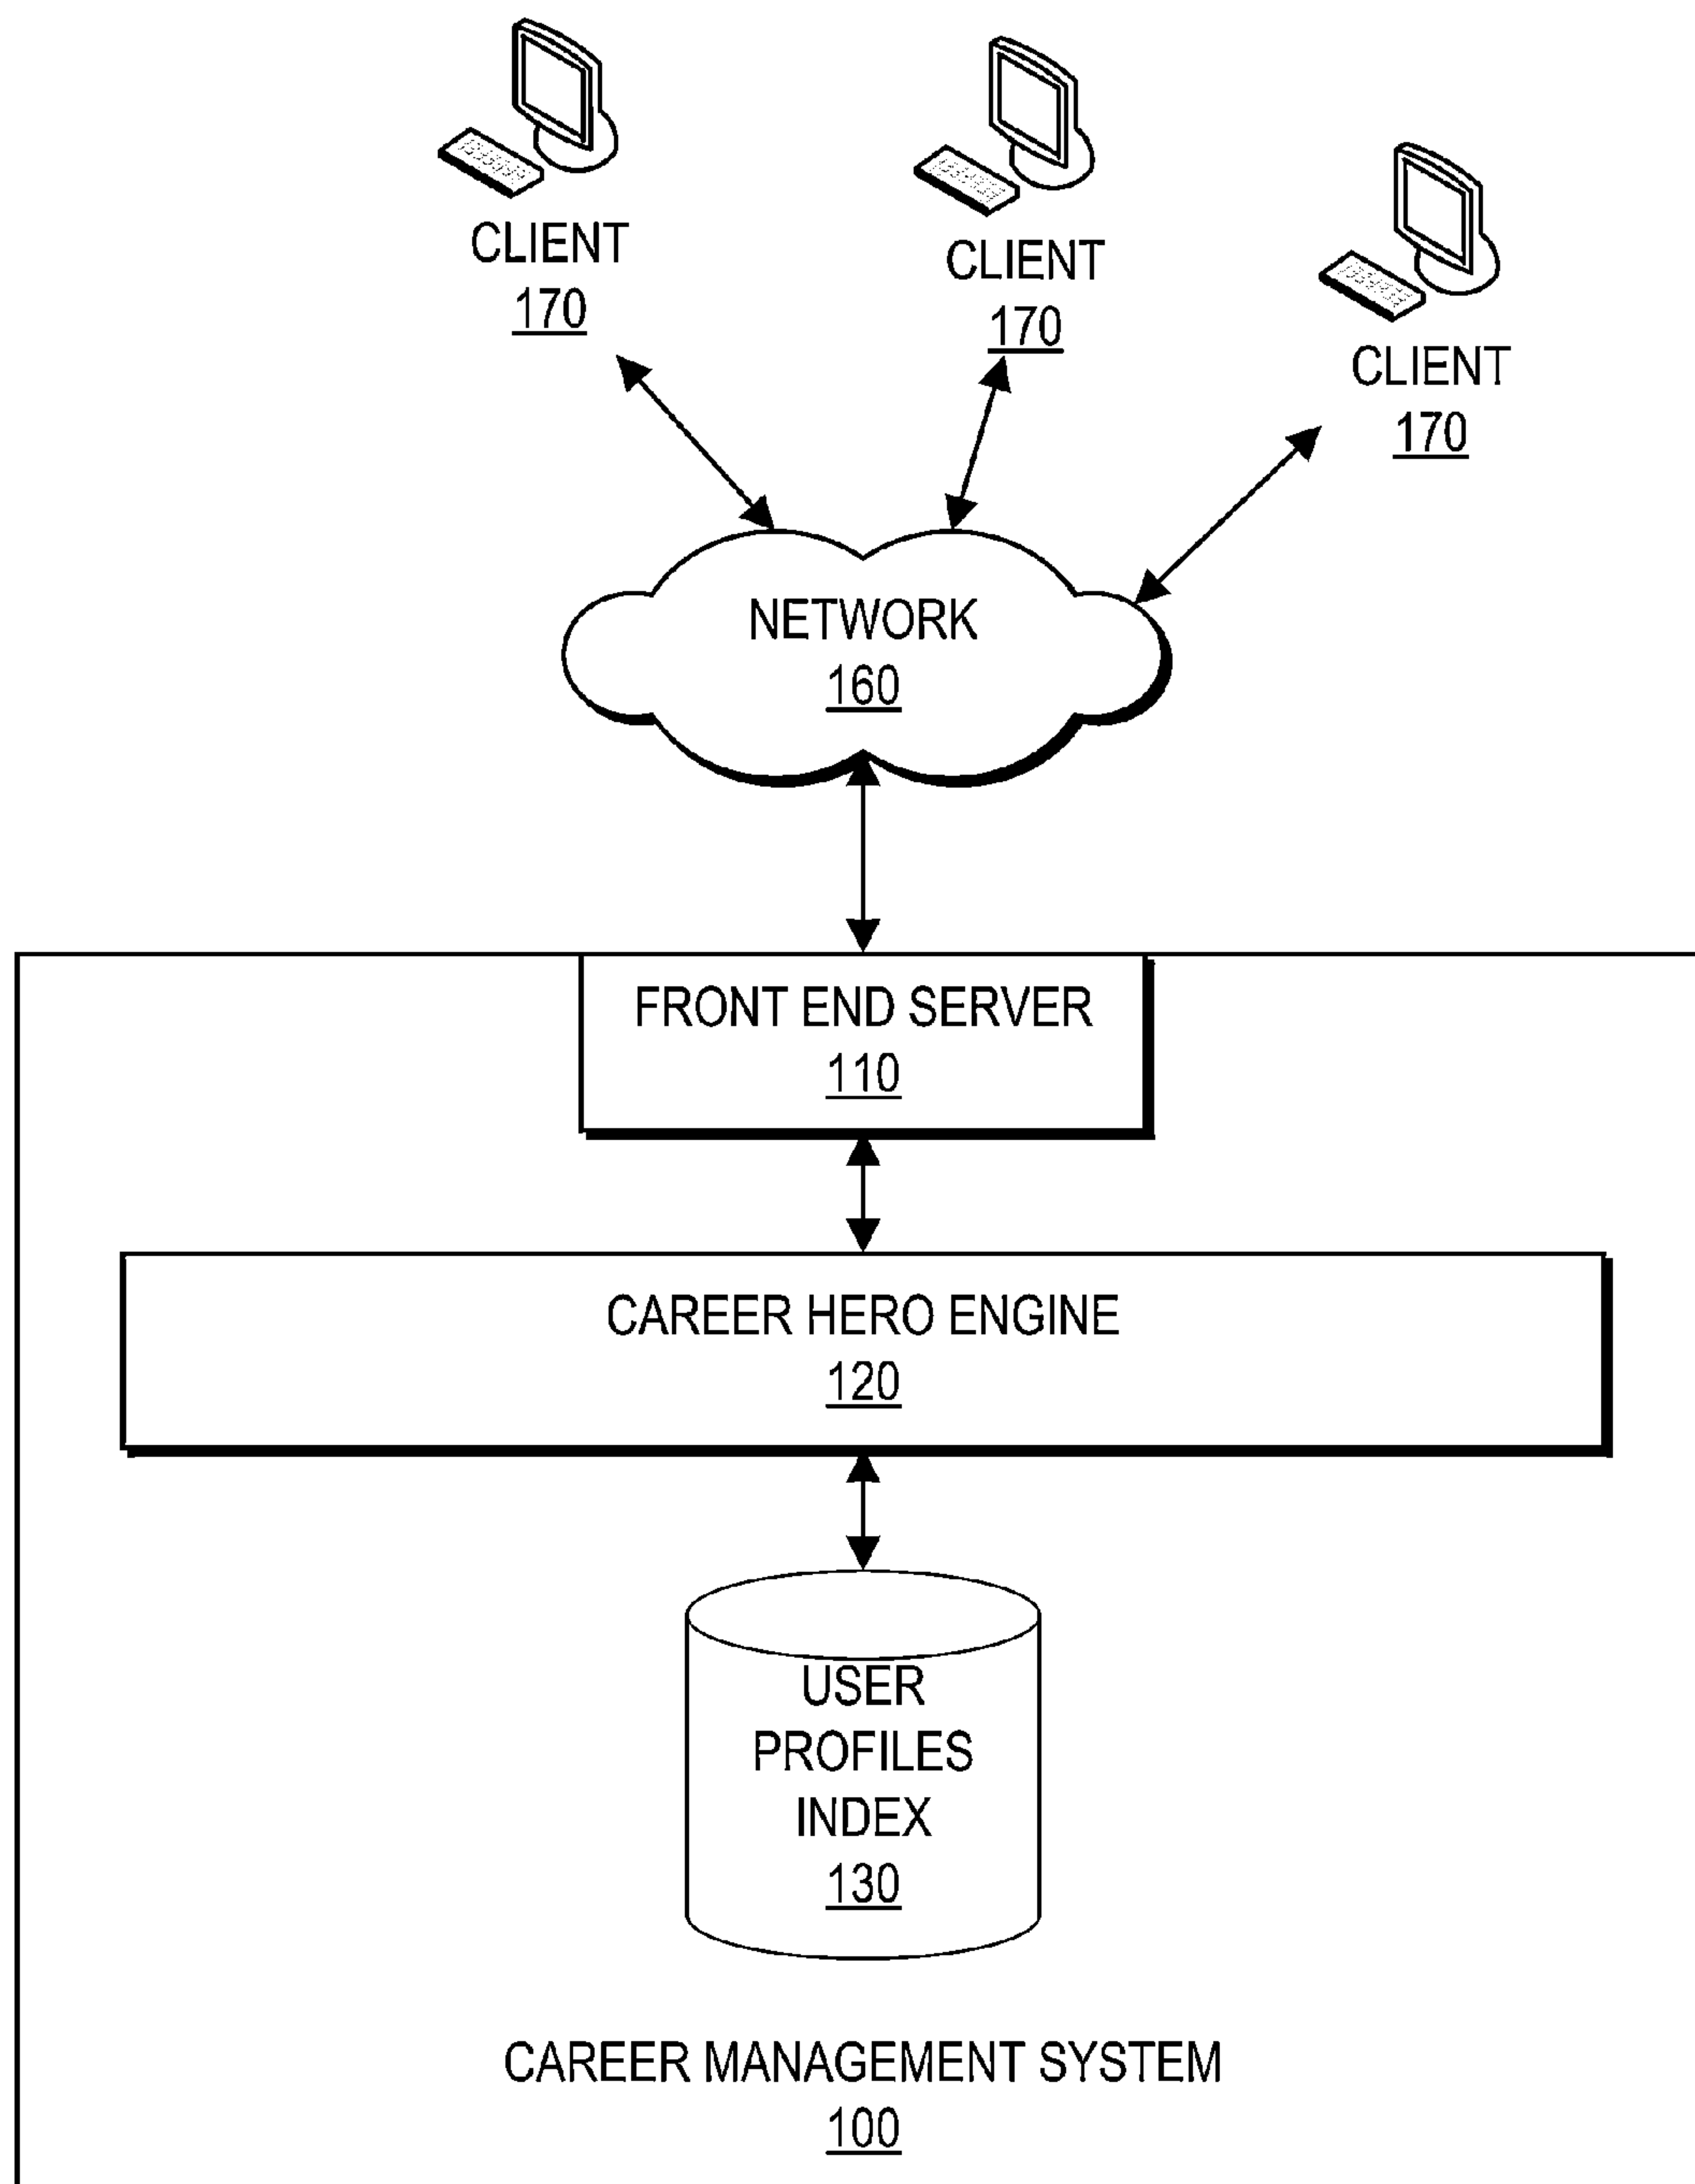 CLIENT
170
CLIENT
170
CLIENT
170
NETWORK
160
FRONT END SERVER
110
CAREER HERO ENGINE
120
USER
PROFILES
INDEX
130
CAREER MANAGEMENT SYSTEM
100